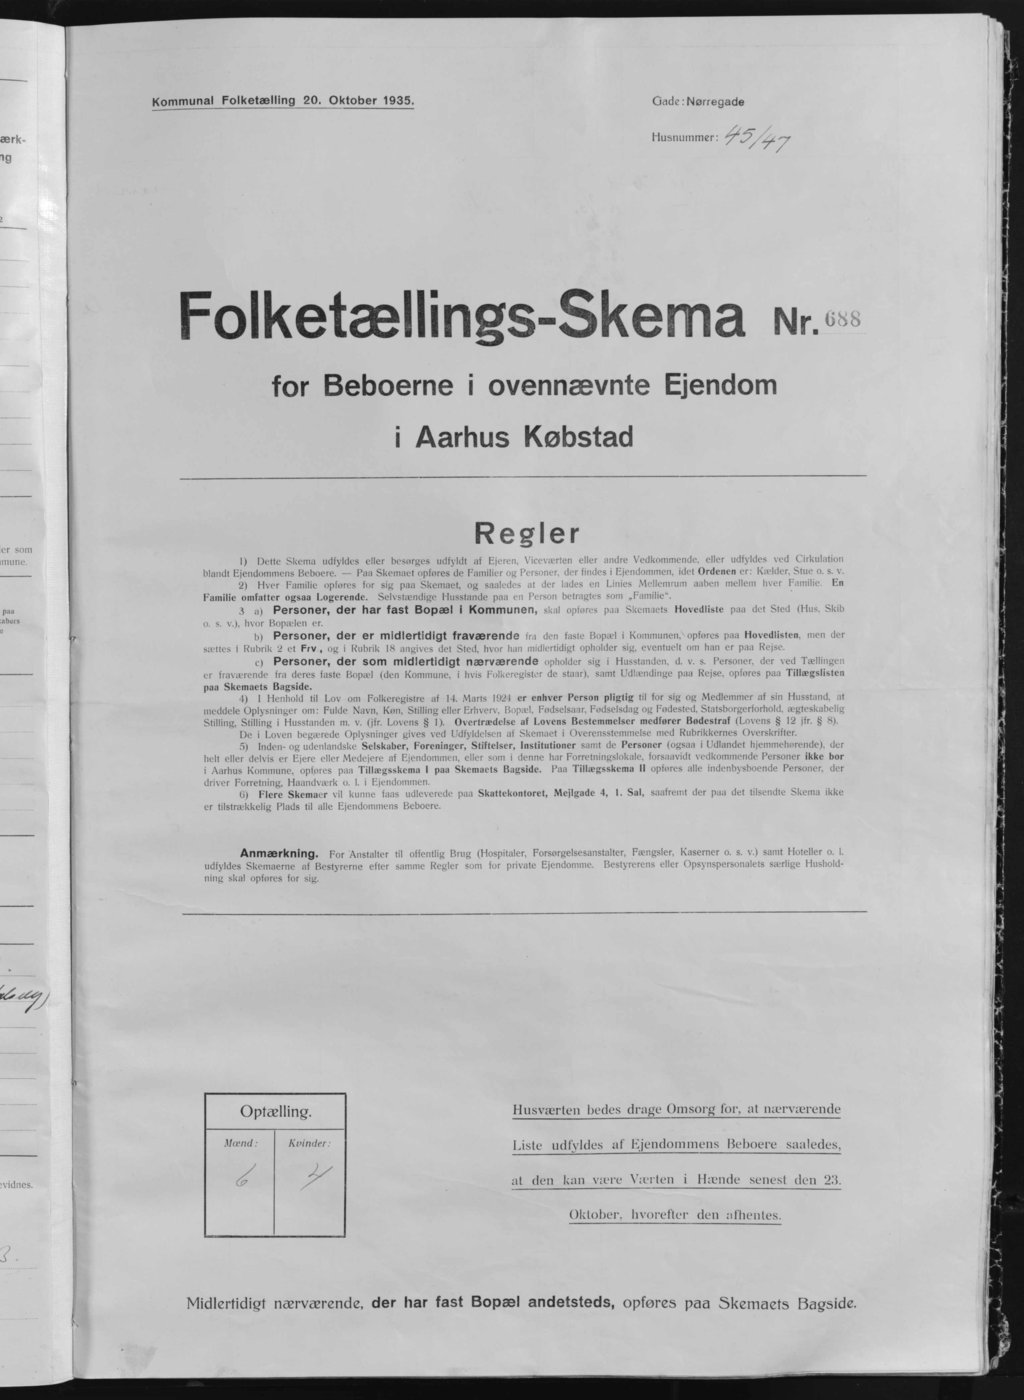 Kommunal Folketælling 20. Oktober 1935.
Gade: Nørregade
Husnummer: 45/47
Folketællings-Skema Nr. 688
for Beboerne i ovennævnte Ejendom
i Aarhus Købstad
Regler
1) Dette Skema udfyldes eller besørges udfyldt af Ejeren, Viceværten eller andre Vedkommende, eller udfyldes ved Cirkulation
blandt Ejendommens Beboere. — Paa Skemaet opføres de Familier og Personer, der findes i Ejendommen, idet Ordenen er: Kælder, Stue o. s. v.
2) Hver Familie opføres for sig paa Skemaet, og saaledes at der lades en Linies Mellemrum aaben mellem hver Familie. En
Familie omfatter ogsaa Logerende. Selvstændige Husstande paa en Person betragtes som „Familie“.
3 a) Personer, der har fast Bopæl i Kommunen, skal opføres paa Skemaets Hovedliste paa det Sted (Hus, Skib
o. s. v.), hvor Bopælen er.
b) Personer, der er midlertidigt fraværende fra den faste Bopæl i Kommunen, opføres paa Hovedlisten, men der
sættes i Rubrik 2 et Frv., og i Rubrik 18 angives det Sted, hvor han midlertidigt opholder sig, eventuelt om han er paa Rejse.
c) Personer, der som midlertidigt nærværende opholder sig i Husstanden, d. v. s. Personer, der ved Tællingen
er fraværende fra deres faste Bopæl (den Kommune, i hvis Folkeregister de staar), samt Udlændinge paa Rejse, opføres paa Tillægslisten
paa Skemaets Bagside.
4) I Henhold til Lov om Folkeregistre af 14. Marts 1924 er enhver Person pligtig til for sig og Medlemmer af sin Husstand, at
meddele Oplysninger om: Fulde Navn, Køn, Stilling eller Erhverv, Bopæl, Fødselsaar, Fødselsdag og Fødested, Statsborgerforhold, ægteskabelig
Stilling, Stilling i Husstanden m. v. (jfr. Lovens § 1). Overtrædelse af Lovens Bestemmelser medfører Bødestraf (Lovens § 12 jfr. § 8).
De i Loven begærede Oplysninger gives ved Udfyldelsen af Skemaet i Overensstemmelse med Rubrikkernes Overskrifter.
5) Inden- og udenlandske Selskaber, Foreninger, Stiftelser, Institutioner samt de Personer (ogsaa i Udlandet hjemmehørende), der
helt eller delvis er Ejere eller Medejere af Ejendommen, eller som i denne har Forretningslokale, forsaavidt vedkommende Personer ikke bor
i Aarhus Kommune, opføres paa Tillægsskema I paa Skemaets Bagside. Paa Tillægsskema II opføres alle indenbysboende Personer, der
driver Forretning, Haandværk o. l. i Ejendommen.
6) Flere Skemaer vil kunne faas udleverede paa Skattekontoret, Mejlgade 4, 1. Sal, saafremt der paa det tilsendte Skema ikke
er tilstrækkelig Plads til alle Ejendommens Beboere.
Anmærkning. For Anstalter til offentlig Brug (Hospitaler, Forsørgelsesanstalter, Fængsler, Kaserner o. s. v.) samt Hoteller o. l.
udfyldes Skemaerne af Bestyrerne efter samme Regler som for private Ejendomme. Bestyrerens eller Opsynspersonalets særlige Hushold-
ning skal opføres for sig.
Optælling.
Mænd: Kvinder:
6 4
Husværten bedes drage Omsorg for, at nærværende
Liste udfyldes af Ejendommens Beboere saaledes,
at den kan være Værten i Hænde senest den 23.
Oktober, hvorefter den afhentes.
Midlertidigt nærværende, der har fast Bopæl andetsteds, opføres paa Skemaets Bagside.